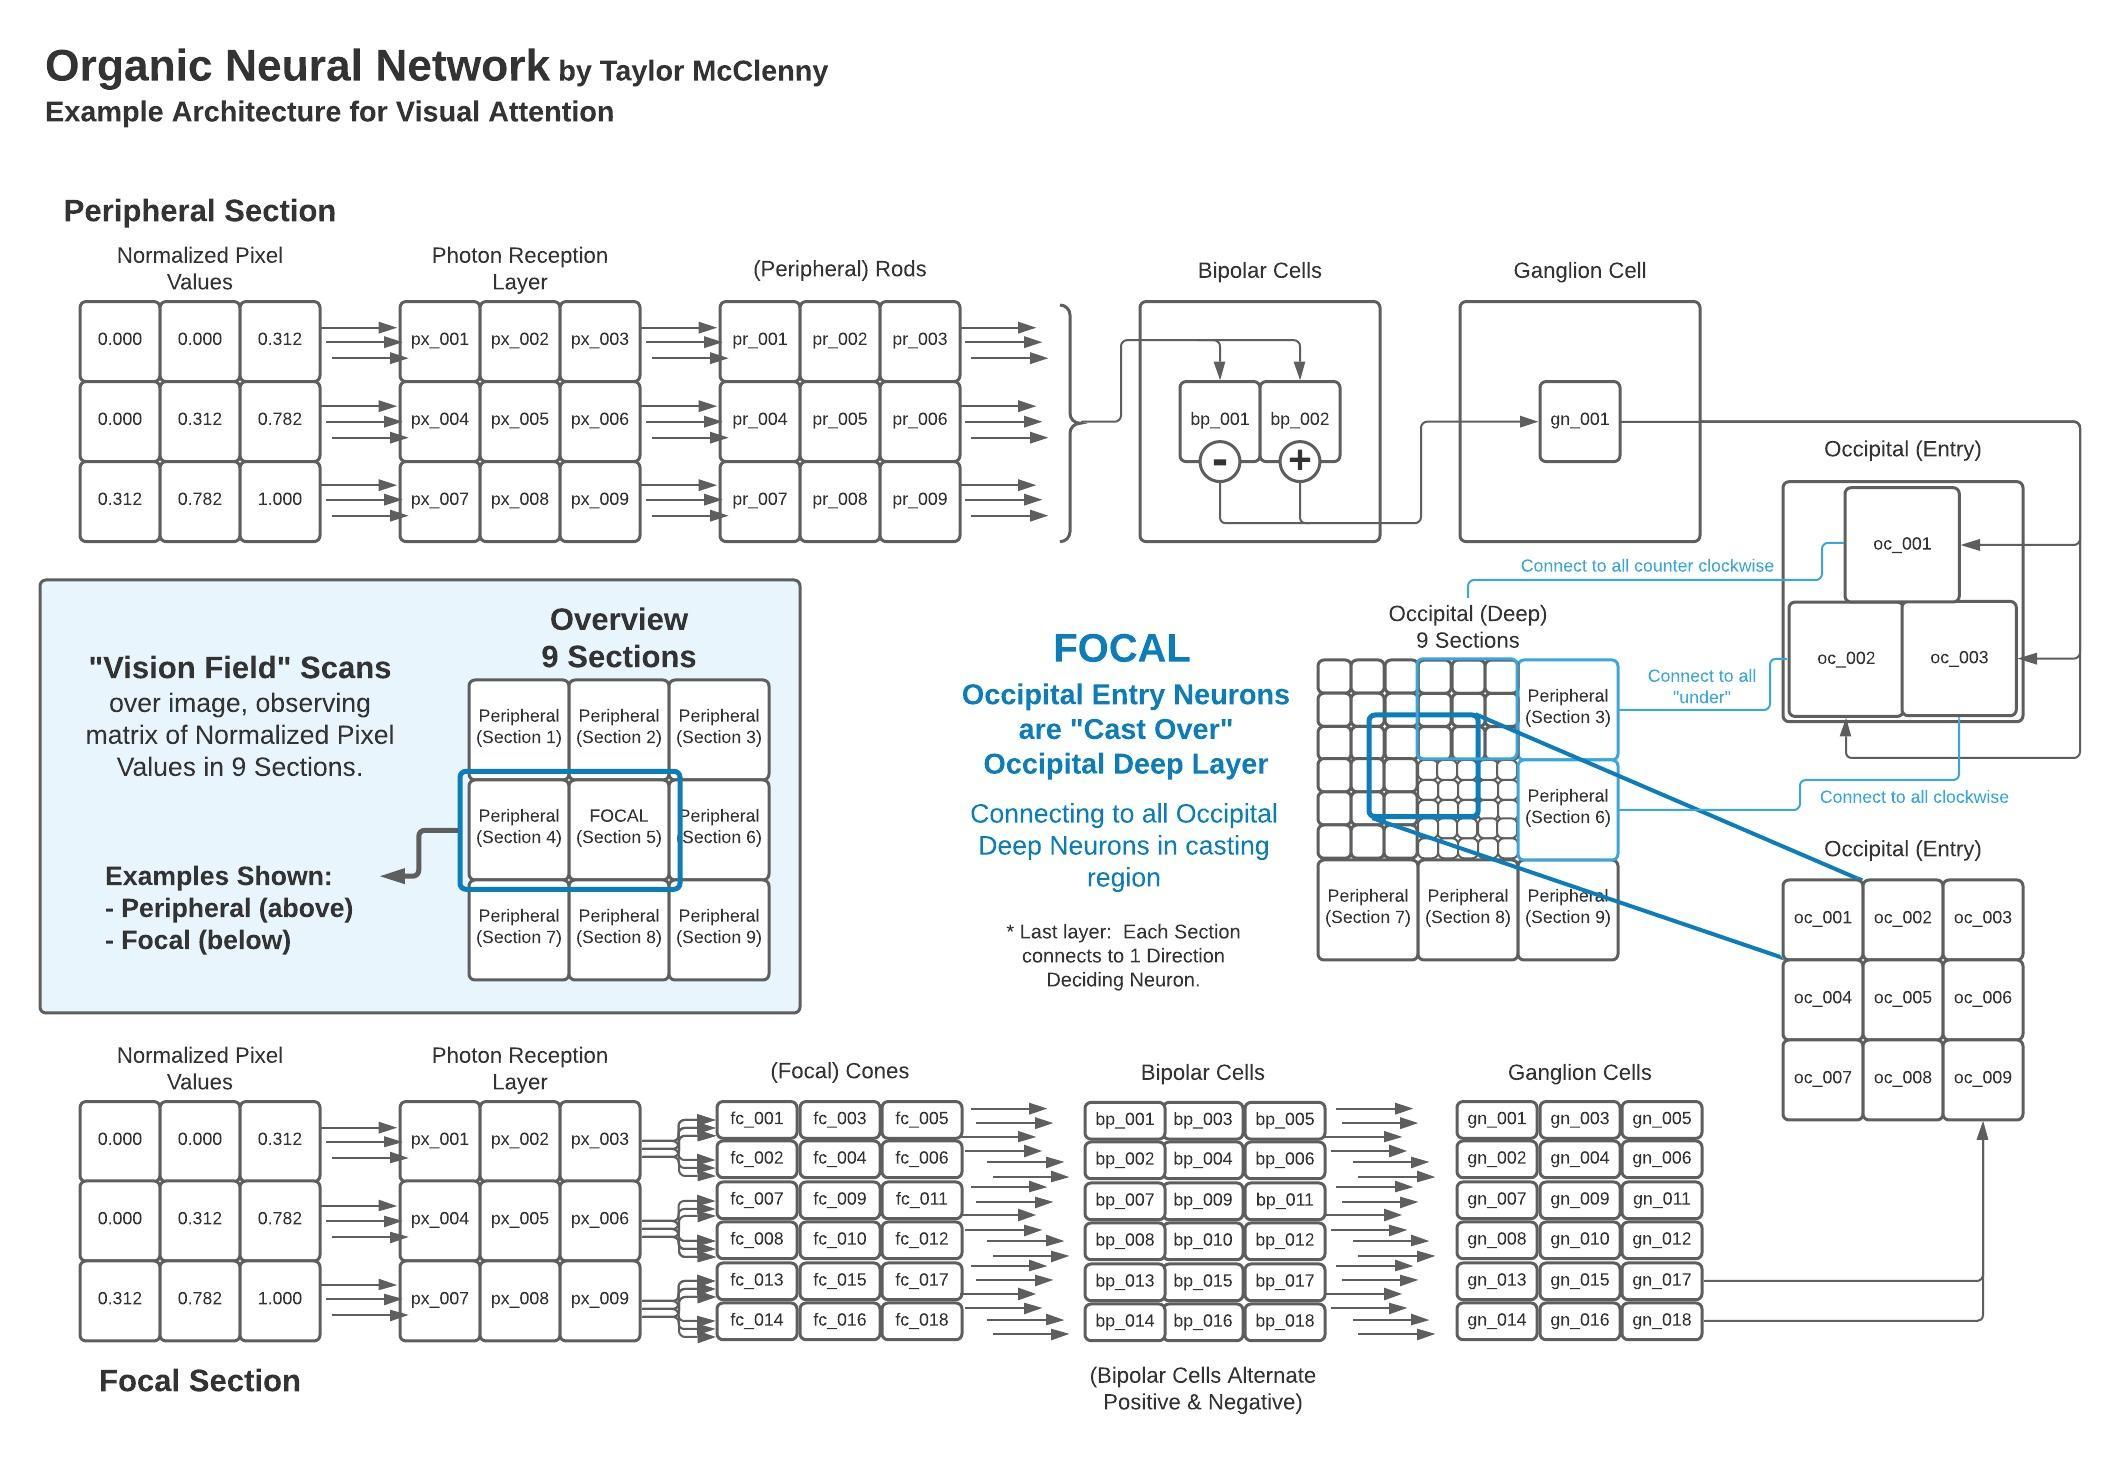 Organic Neural Network by Taylor McClenny
Example Architecture for Visual Attention
Peripheral Section
Normalized Pixel
Values
Photon Reception
Layer
(Peripheral) Rods
Bipolar Cells
Ganglion Cell
0.000 0.000 0.312
px_001 px_002 px_003
pr_001 pr_002 pr_003
0.000 0.312 0.782
px_004 px_005 px_006
pr_004 pr_005 pr_006
0.312 0.782 1.000
px_007 px_008 px_009
pr_007 pr_008 pr_009
bp_001 bp_002
- +
gn_001
Occipital (Entry)
oc_001
oc_002 oc_003
Connect to all counter clockwise
Connect to all
"under"
Connect to all clockwise
"Vision Field" Scans
over image, observing
matrix of Normalized Pixel
Values in 9 Sections.
Examples Shown:
- Peripheral (above)
- Focal (below)
Overview
9 Sections
Peripheral
(Section 1)
Peripheral
(Section 2)
Peripheral
(Section 3)
Peripheral
(Section 4)
FOCAL
(Section 5)
Peripheral
(Section 6)
Peripheral
(Section 7)
Peripheral
(Section 8)
Peripheral
(Section 9)
FOCAL
Occipital Entry Neurons
are "Cast Over"
Occipital Deep Layer
Connecting to all Occipital
Deep Neurons in casting
region
* Last layer: Each Section
connects to 1 Direction
Deciding Neuron.
Occipital (Deep)
9 Sections
Peripheral
(Section 3)
Peripheral
(Section 6)
Peripheral
(Section 7)
Peripheral
(Section 8)
Peripheral
(Section 9)
Occipital (Entry)
oc_001 oc_002 oc_003
oc_004 oc_005 oc_006
oc_007 oc_008 oc_009
Normalized Pixel
Values
Photon Reception
Layer
(Focal) Cones
Bipolar Cells
Ganglion Cells
0.000 0.000 0.312
0.000 0.312 0.782
0.312 0.782 1.000
px_001 px_002 px_003
px_004 px_005 px_006
px_007 px_008 px_009
fc_001 fc_003 fc_005
fc_002 fc_004 fc_006
fc_007 fc_009 fc_011
fc_008 fc_010 fc_012
fc_013 fc_015 fc_017
fc_014 fc_016 fc_018
bp_001 bp_003 bp_005
bp_002 bp_004 bp_006
bp_007 bp_009 bp_011
bp_008 bp_010 bp_012
bp_013 bp_015 bp_017
bp_014 bp_016 bp_018
gn_001 gn_003 gn_005
gn_002 gn_004 gn_006
gn_007 gn_009 gn_011
gn_008 gn_010 gn_012
gn_013 gn_015 gn_017
gn_014 gn_016 gn_018
Focal Section
(Bipolar Cells Alternate
Positive & Negative)